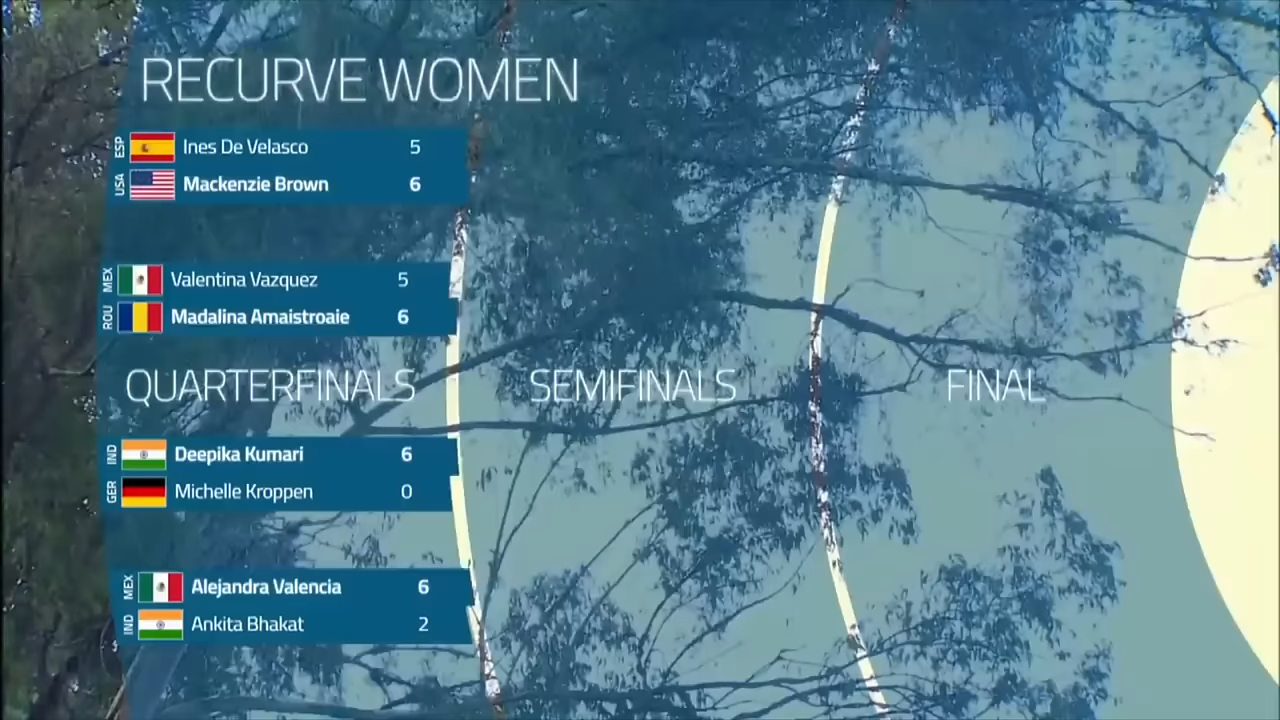 RECURVE WOMEN
ESP Ines De Velasco 5
USA Mackenzie Brown 6
MEX Valentina Vazquez 5
ROU Madalina Amaistroaie 6
QUARTERFINALS SEMIFINALS FINAL
IND Deepika Kumari 6
GER Michelle Kroppen 0
MEX Alejandra Valencia 6
IND Ankita Bhakat 2